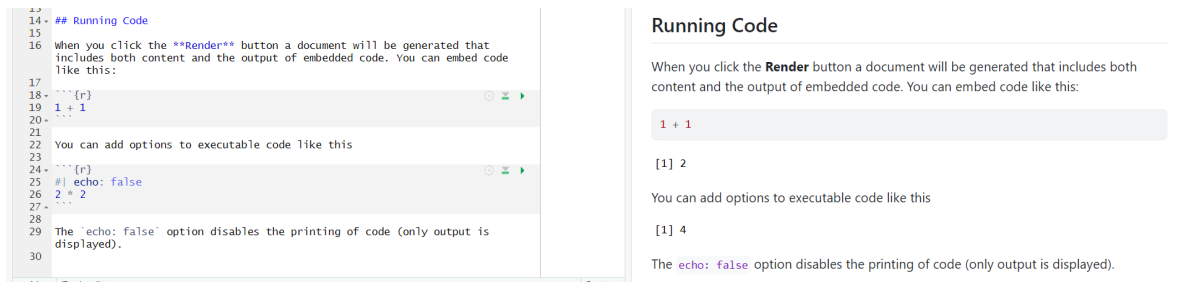 14 ## Running Code
15
16 When you click the **Render** button a document will be generated that
includes both content and the output of embedded code. You can embed code
like this:
17
18 ```{r}
19 1 + 1
20 ```
21
22 You can add options to executable code like this
23
24 ```{r}
25 #| echo: false
26 2 * 2
27 ```
28
29 The `echo: false` option disables the printing of code (only output is
displayed).
30
Running Code
When you click the Render button a document will be generated that includes both
content and the output of embedded code. You can embed code like this:
1 + 1
[1] 2
You can add options to executable code like this
[1] 4
The echo: false option disables the printing of code (only output is displayed).